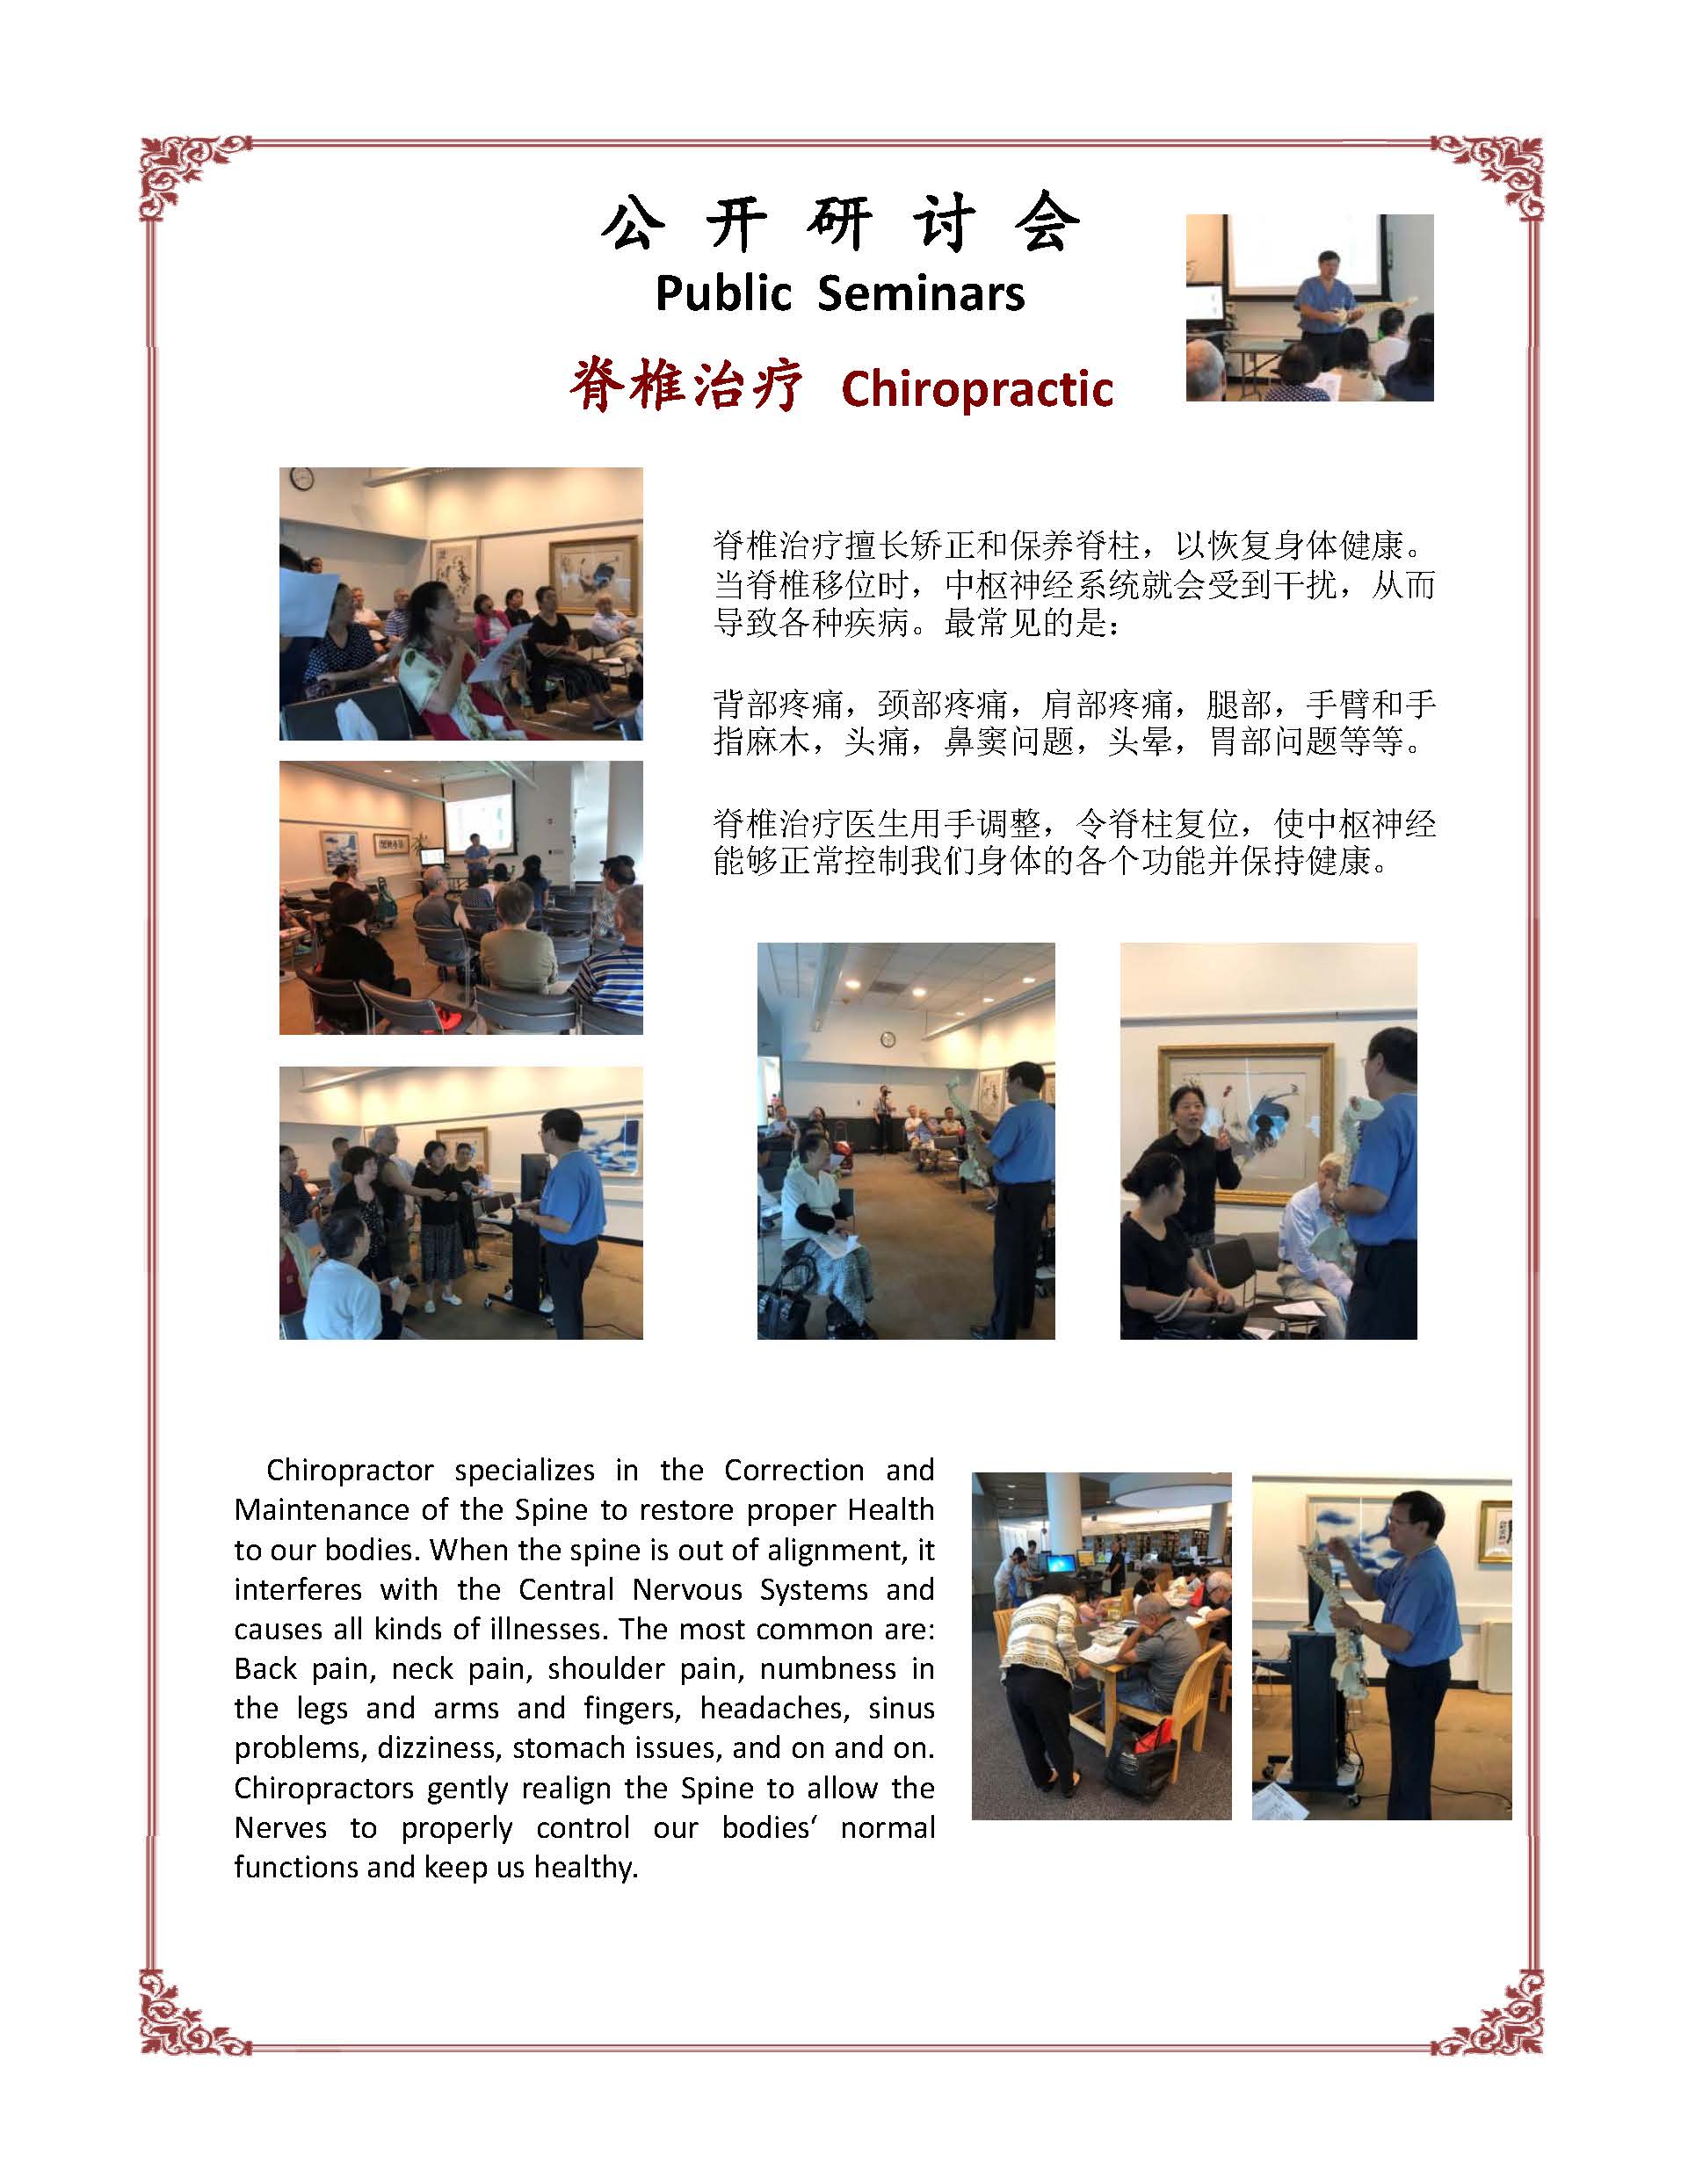 公开研讨会
Public Seminars
脊椎治疗 Chiropractic
脊椎治疗擅长矫正和保养脊柱，以恢复身体健康。
当脊椎移位时，中枢神经系统就会受到干扰，从而
导致各种疾病。最常见的是：
背部疼痛，颈部疼痛，肩部疼痛，腿部，手臂和手
指麻木，头痛，鼻窦问题，头晕，胃部问题等等。
脊椎治疗医生用手调整，令脊柱复位，使中枢神经
能够正常控制我们身体的各个功能并保持健康。
Chiropractor specializes in the Correction and
Maintenance of the Spine to restore proper Health
to our bodies. When the spine is out of alignment, it
interferes with the Central Nervous Systems and
causes all kinds of illnesses. The most common are:
Back pain, neck pain, shoulder pain, numbness in
the legs and arms and fingers, headaches, sinus
problems, dizziness, stomach issues, and on and on.
Chiropractors gently realign the Spine to allow the
Nerves to properly control our bodies‘ normal
functions and keep us healthy.